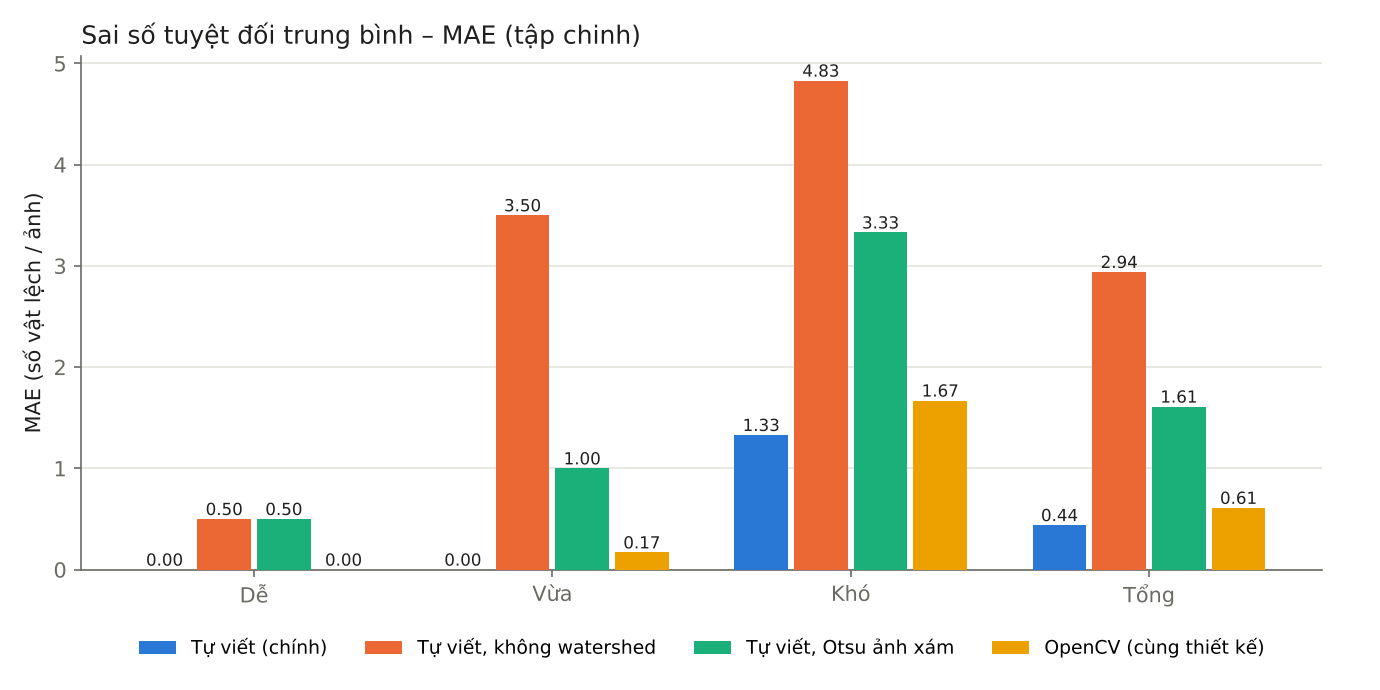 Sai số tuyệt đối trung bình – MAE (tập chinh)
MAE (số vật lệch / ảnh)
5
4
3
2
1
0
0.00 0.50 0.50 0.00
0.00 3.50 1.00 0.17
1.33 4.83 3.33 1.67
0.44 2.94 1.61 0.61
Dễ Vừa Khó Tổng
Tự viết (chính) Tự viết, không watershed Tự viết, Otsu ảnh xám OpenCV (cùng thiết kế)